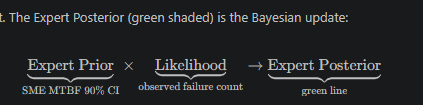 t. The Expert Posterior (green shaded) is the Bayesian update:
Expert Prior × Likelihood → Expert Posterior
SME MTBF 90% CI observed failure count green line